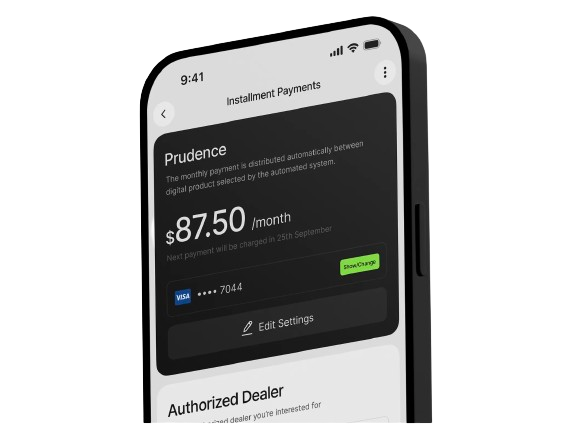 9:41
Installment Payments
Prudence
The monthly payment is distributed automatically between
digital product selected by the automated system.
$87.50 /month
Next payment will be charged in 25th September
VISA •••• 7044
Show/Change
Edit Settings
Authorized Dealer
dealer you're interested for